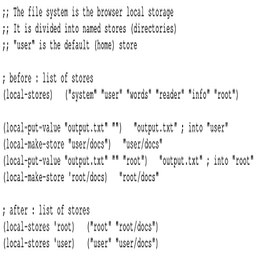 ;; The file system is the browser local storage
;; It is divided into named stores (directories)
;; "user" is the default (home) store
; before : list of stores
(local-stores) ("system" "user" "words" "reader" "info" "root")
(local-put-value "output.txt" "") "output.txt" ; into "user"
(local-make-store "user/docs") "user/docs"
(local-put-value "output.txt" "" "root") "output.txt" ; into "root"
(local-make-store 'root/docs) "root/docs"
; after : list of stores
(local-stores 'root) ("root" "root/docs")
(local-stores 'user) ("user" "user/docs")